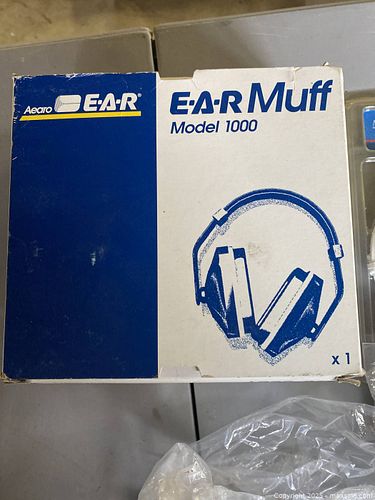 Aearo E·A·R®
E·A·R Muff
Model 1000
x 1
Copyright 2025 - maxsold.com